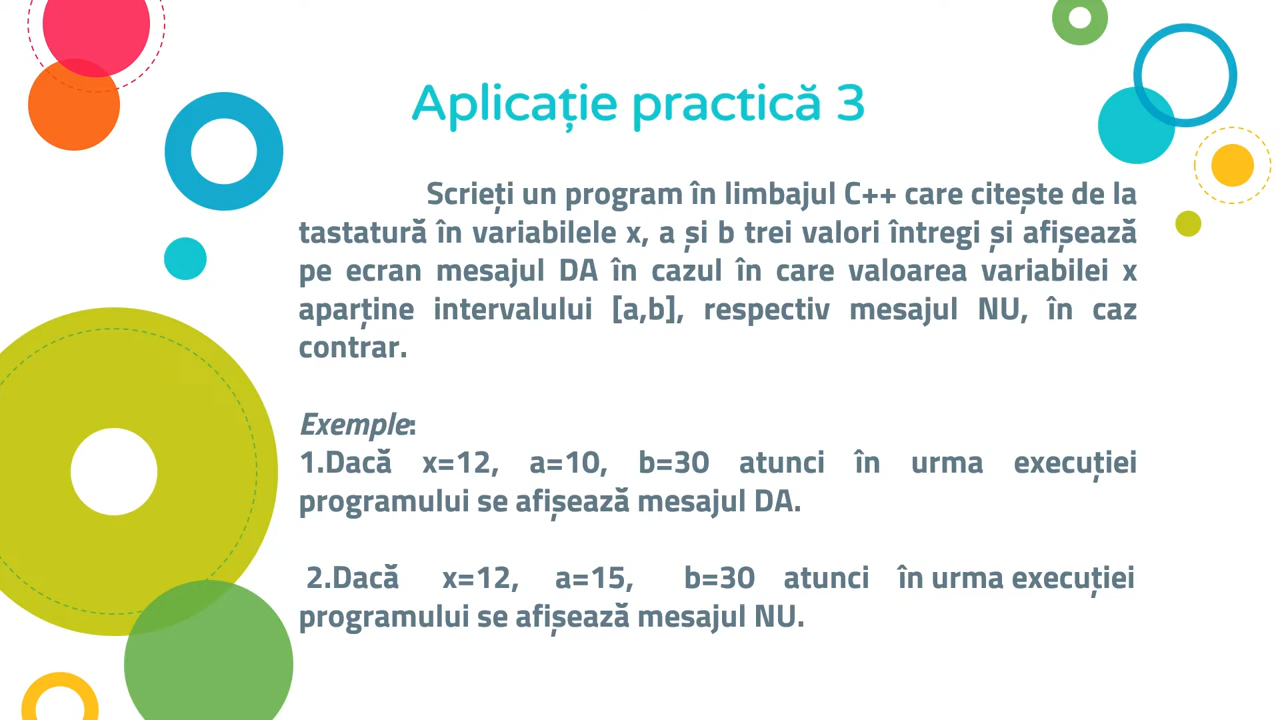 Aplicație practică 3
Scrieți un program în limbajul C++ care citește de la
tastatură în variabilele x, a și b trei valori întregi și afișează
pe ecran mesajul DA în cazul în care valoarea variabilei x
aparține intervalului [a,b], respectiv mesajul NU, în caz
contrar.
Exemple:
1.Dacă x=12, a=10, b=30 atunci în urma execuției
programului se afișează mesajul DA.
2.Dacă x=12, a=15, b=30 atunci în urma execuției
programului se afișează mesajul NU.